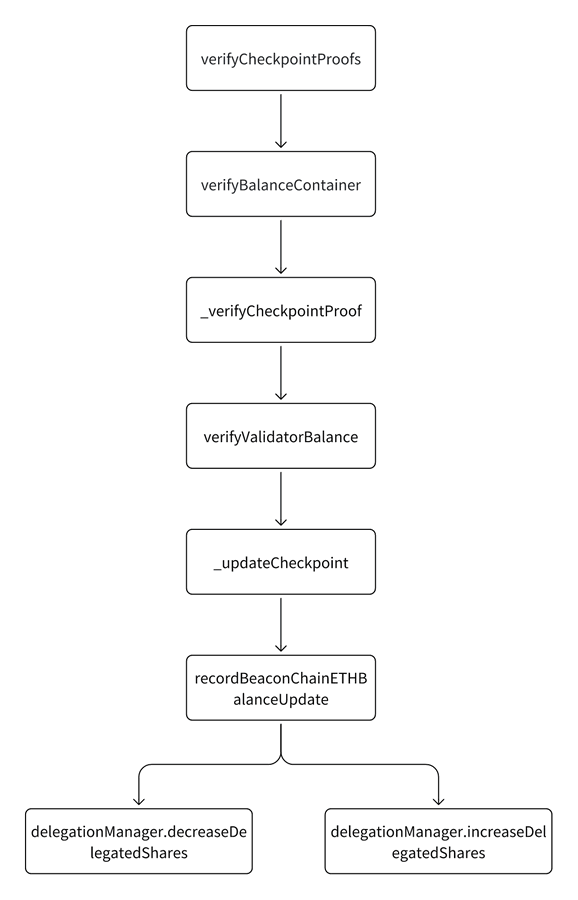 verifyCheckpointProofs
verifyBalanceContainer
_verifyCheckpointProof
verifyValidatorBalance
_updateCheckpoint
recordBeaconChainETHB
alanceUpdate
delegationManager.decreaseDe
legatedShares
delegationManager.increaseDel
egatedShares